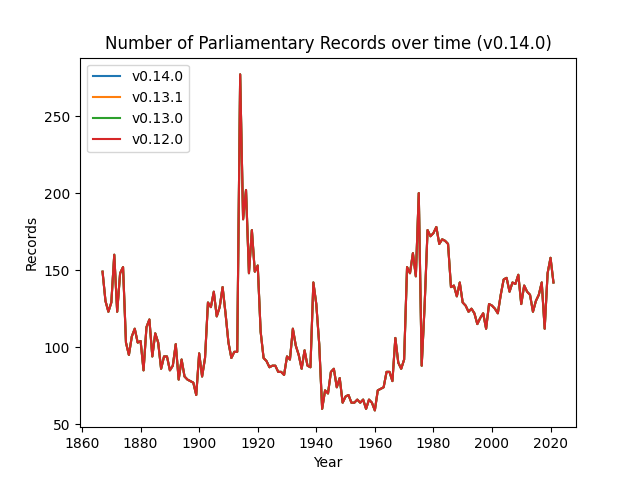 Number of Parliamentary Records over time (v0.14.0)
v0.14.0
v0.13.1
v0.13.0
v0.12.0
Records
250
200
150
100
50
1860 1880 1900 1920 1940 1960 1980 2000 2020
Year